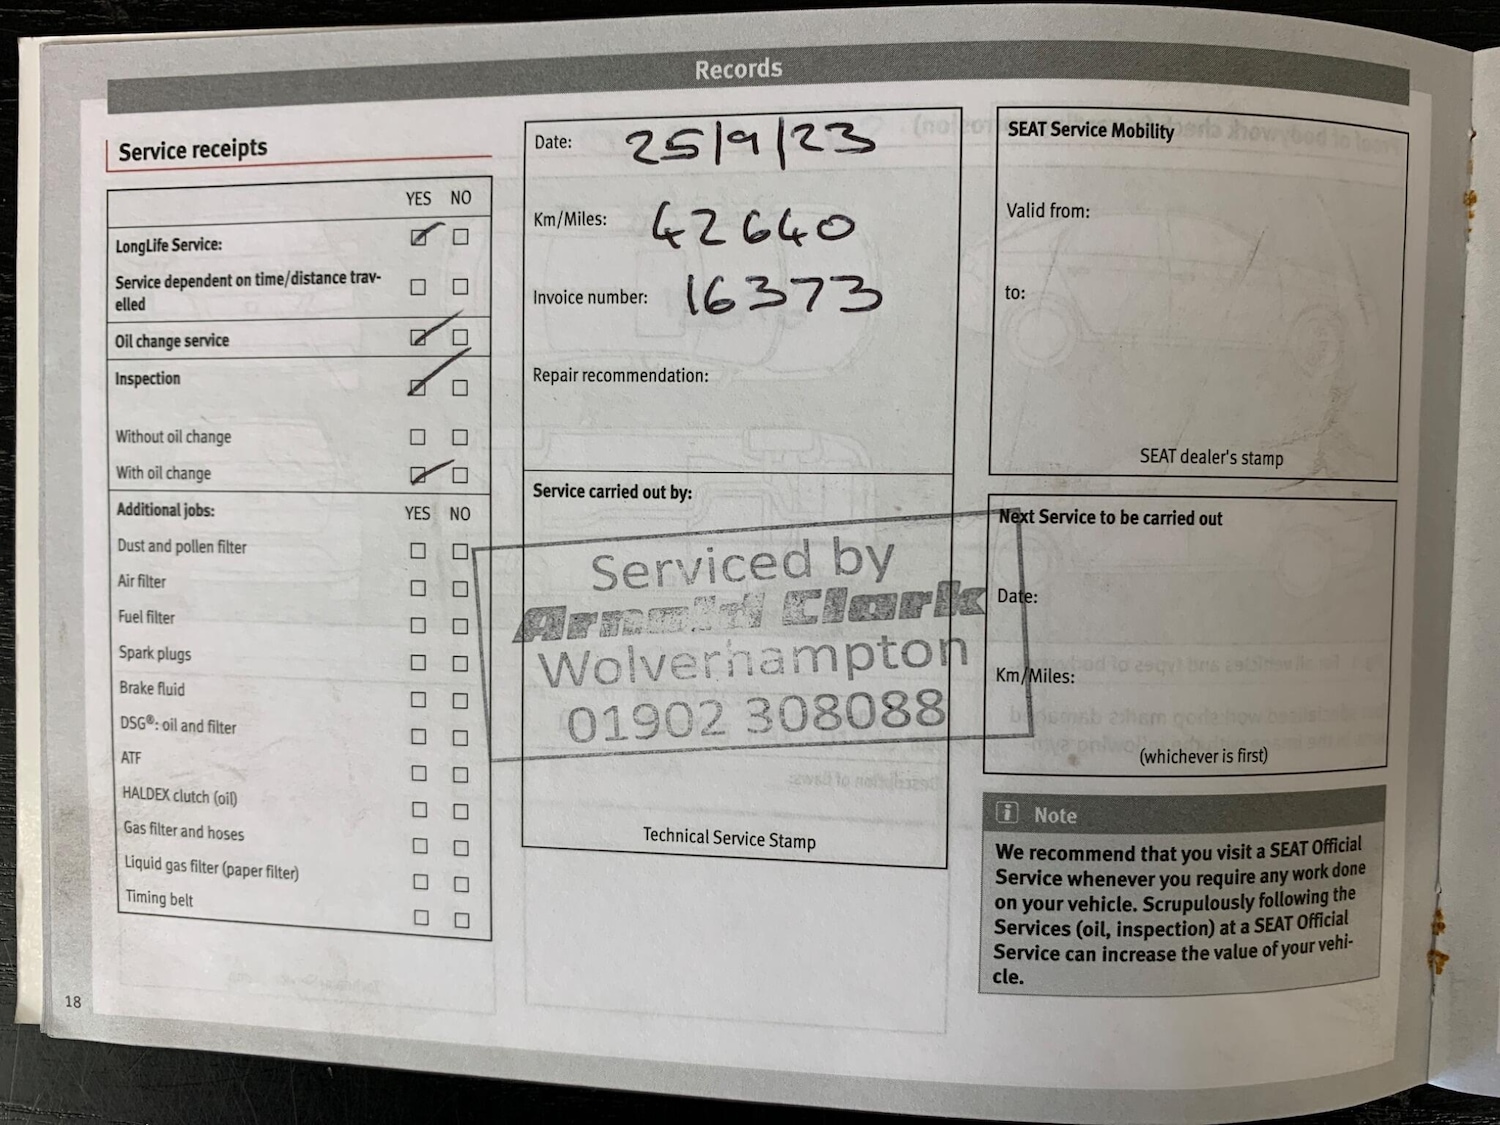 Records
Service receipts
YES NO
LongLife Service:
Service dependent on time/distance trav-
elled
Oil change service
Inspection
Without oil change
With oil change
Additional jobs: YES NO
Dust and pollen filter
Air filter
Fuel filter
Spark plugs
Brake fluid
DSG®: oil and filter
ATF
HALDEX clutch (oil)
Gas filter and hoses
Liquid gas filter (paper filter)
Timing belt
18
Date: 25/9/23
Km/Miles: 42640
Invoice number: 16373
Repair recommendation:
Service carried out by:
Serviced by
Arnold Clark
Wolverhampton
01902 308088
Technical Service Stamp
SEAT Service Mobility
Valid from:
to:
SEAT dealer's stamp
Next Service to be carried out
Date:
Km/Miles:
(whichever is first)
i Note
We recommend that you visit a SEAT Official
Service whenever you require any work done
on your vehicle. Scrupulously following the
Services (oil, inspection) at a SEAT Official
Service can increase the value of your vehi-
cle.